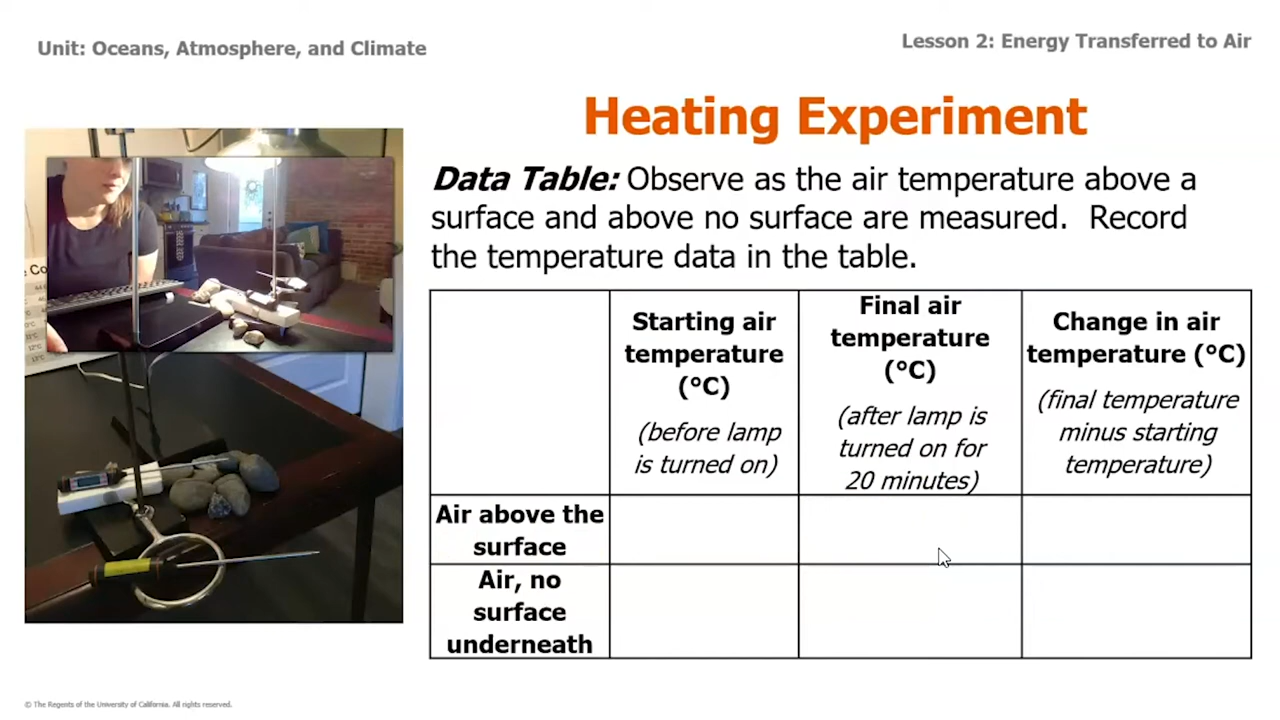 Unit: Oceans, Atmosphere, and Climate
Lesson 2: Energy Transferred to Air
Heating Experiment
Data Table: Observe as the air temperature above a
surface and above no surface are measured. Record
the temperature data in the table.
Starting air
temperature
(°C)
(before lamp
is turned on)
Final air
temperature
(°C)
(after lamp is
turned on for
20 minutes)
Change in air
temperature (°C)
(final temperature
minus starting
temperature)
Air above the
surface
Air, no
surface
underneath
© The Regents of the University of California. All rights reserved.